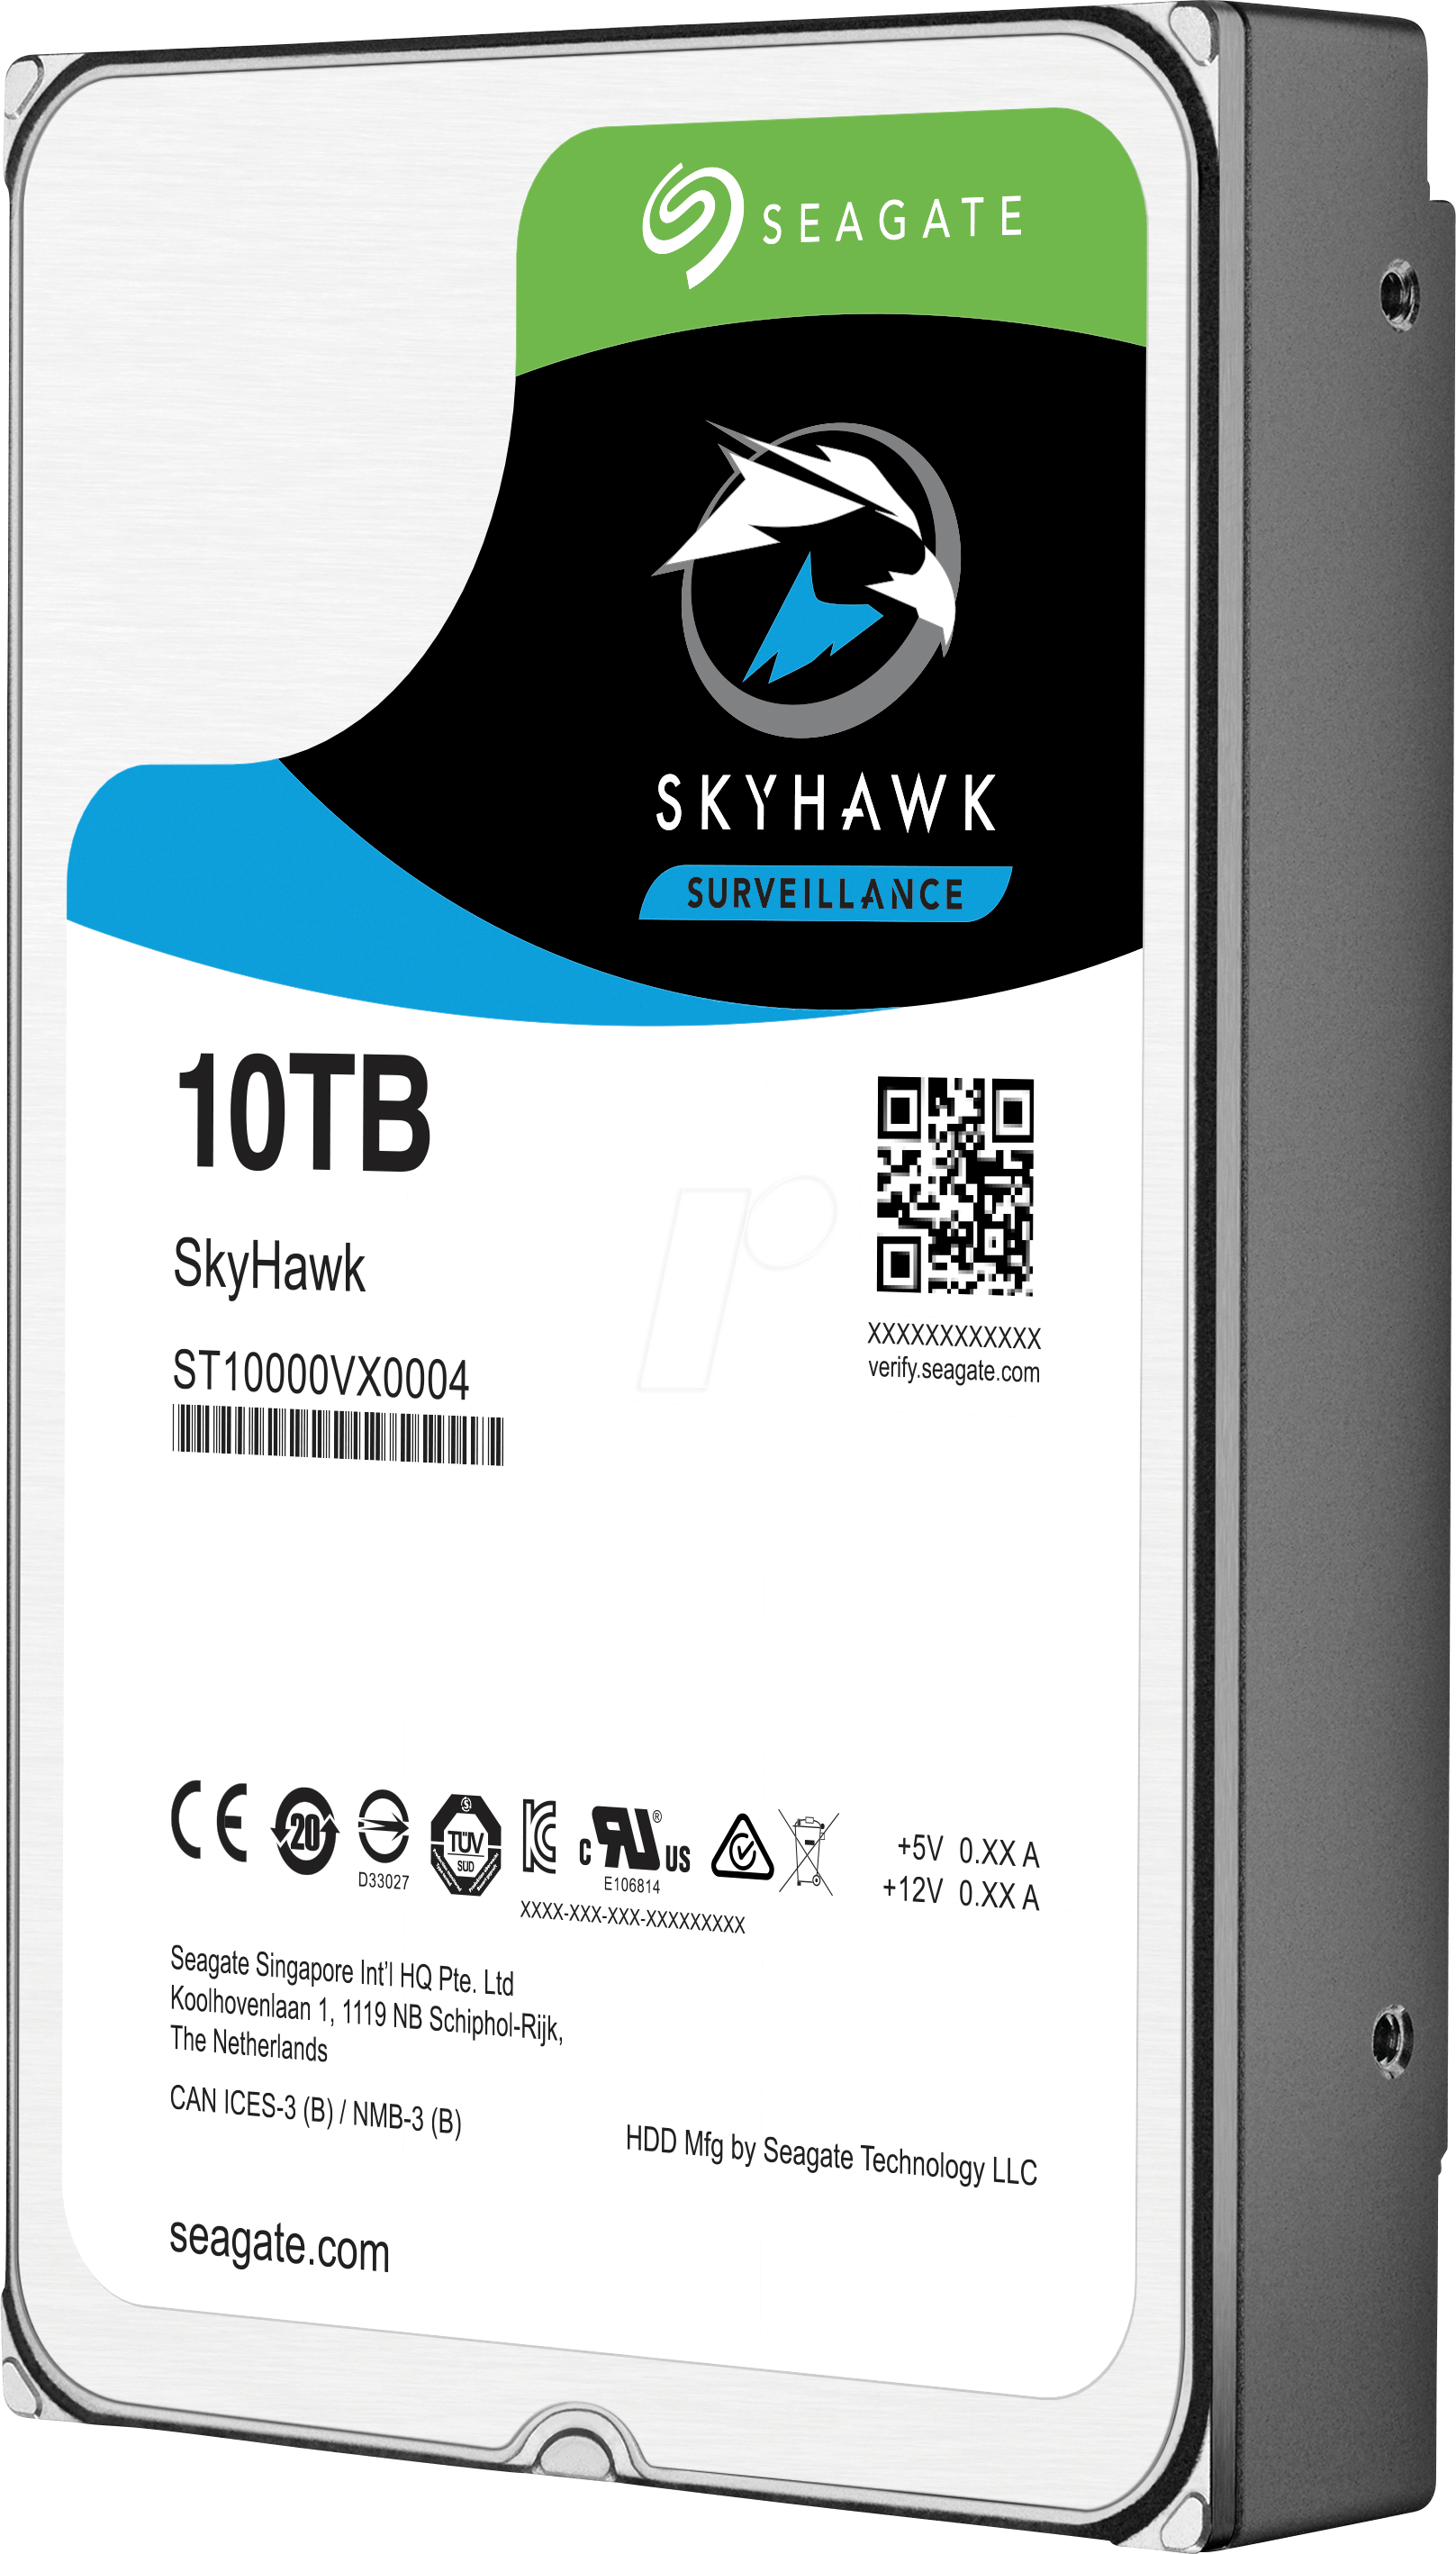 SEAGATE
SKYHAWK
SURVEILLANCE
10TB
SkyHawk
ST10000VX0004
XXXXXXXXXXXX
verify.seagate.com
CE 20 D33027 TÜV SÜD c RU ® US E106814
+5V 0.XX A
+12V 0.XX A
XXXX-XXX-XXX-XXXXXXXXX
Seagate Singapore Int'l HQ Pte. Ltd
Koolhovenlaan 1, 1119 NB Schiphol-Rijk,
The Netherlands
CAN ICES-3 (B) / NMB-3 (B)
HDD Mfg by Seagate Technology LLC
seagate.com